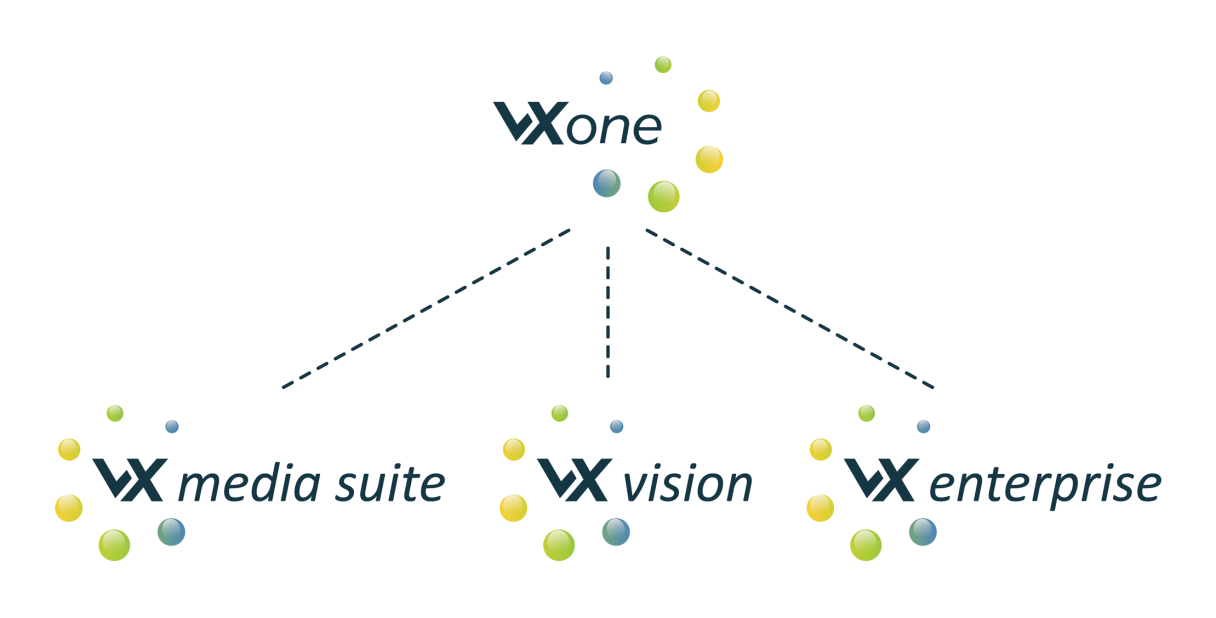 VXone
VX media suite
VX vision
VX enterprise